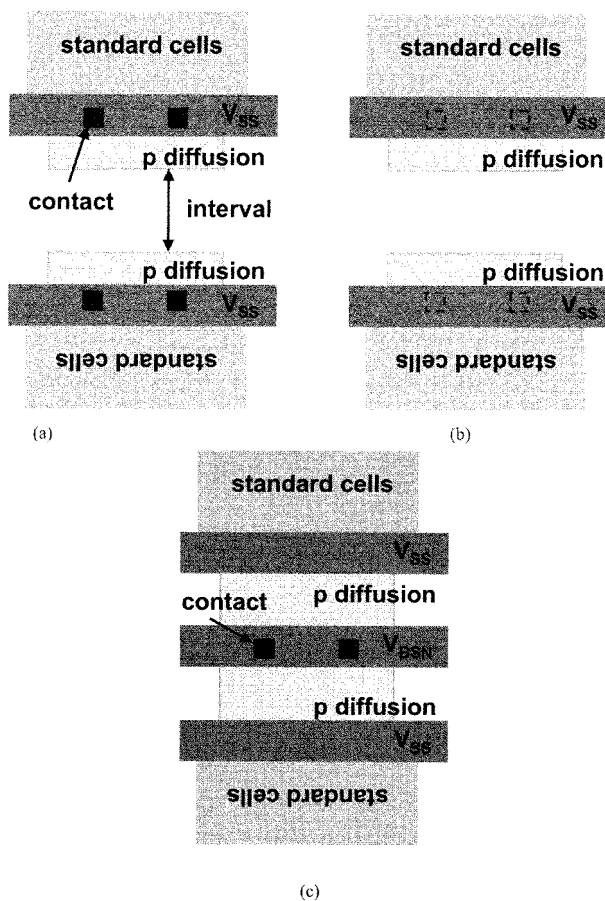 standard cells
VSS
p diffusion
contact
interval
p diffusion
VSS
standard cells
(a)
standard cells
VSS
p diffusion
p diffusion
VSS
standard cells
(b)
standard cells
VSS
p diffusion
contact
VBSN
p diffusion
VSS
standard cells
(c)